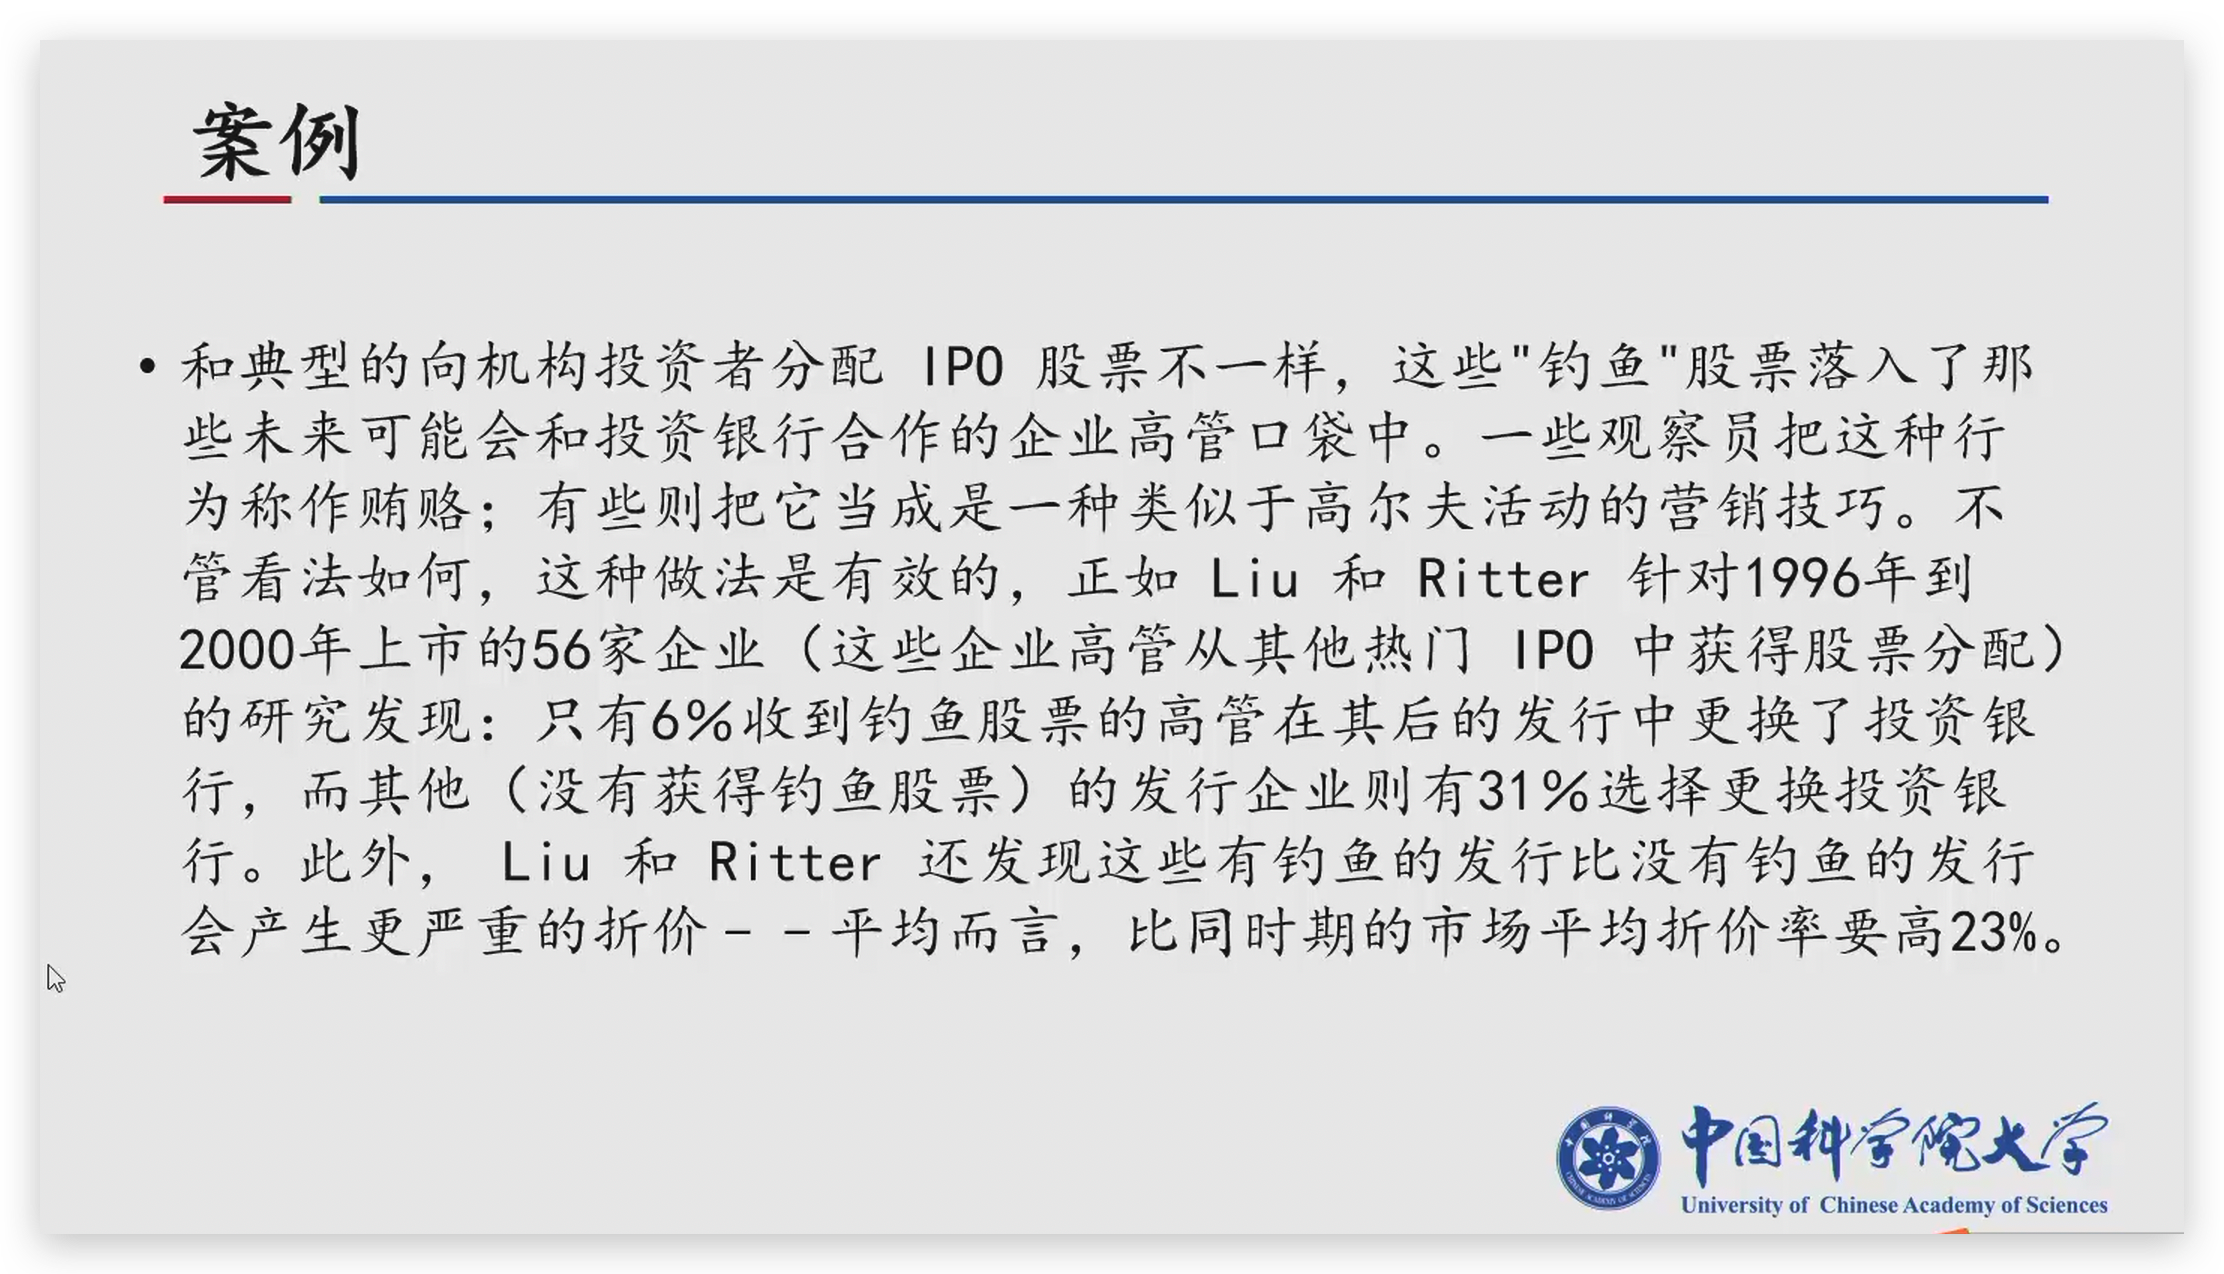 案例
• 和典型的向机构投资者分配 IPO 股票不一样，这些"钓鱼"股票落入了那
些未来可能会和投资银行合作的企业高管口袋中。一些观察员把这种行
为称作贿赂；有些则把它当成是一种类似于高尔夫活动的营销技巧。不
管看法如何，这种做法是有效的，正如 Liu 和 Ritter 针对1996年到
2000年上市的56家企业（这些企业高管从其他热门 IPO 中获得股票分配）
的研究发现：只有6%收到钓鱼股票的高管在其后的发行中更换了投资银
行，而其他（没有获得钓鱼股票）的发行企业则有31%选择更换投资银
行。此外， Liu 和 Ritter 还发现这些有钓鱼的发行比没有钓鱼的发行
会产生更严重的折价－－平均而言，比同时期的市场平均折价率要高23%。
中国科学院大学
University of Chinese Academy of Sciences